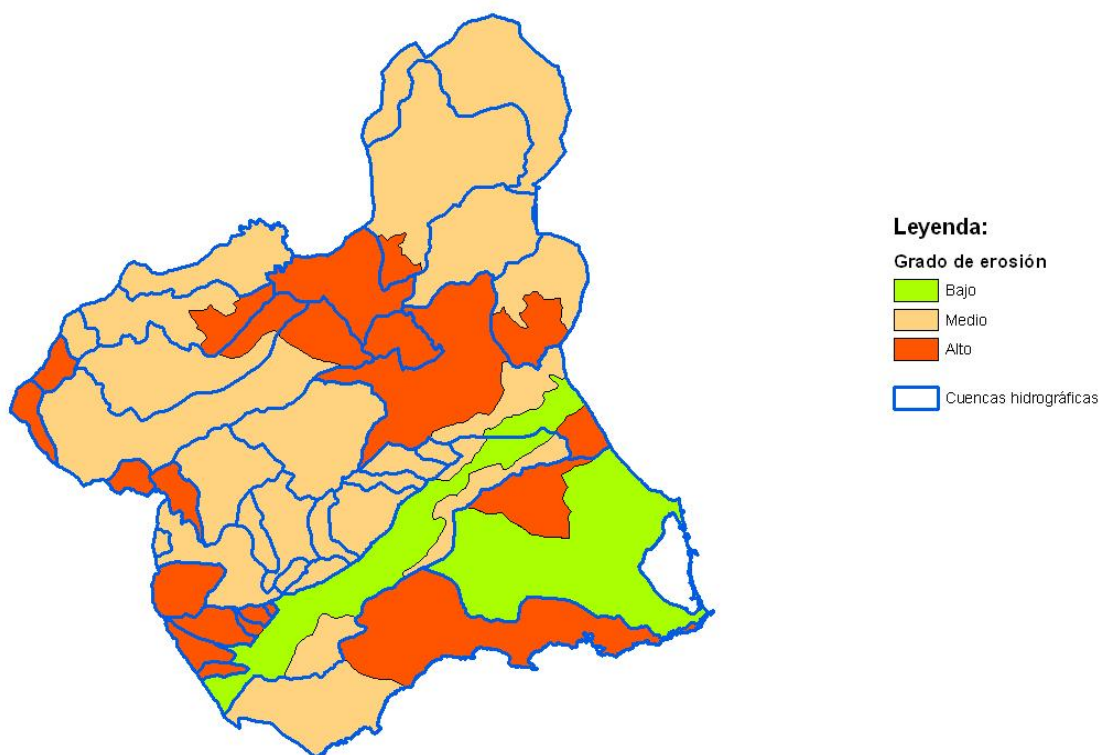 Leyenda:
Grado de erosión
Bajo
Medio
Alto
Cuencas hidrográficas